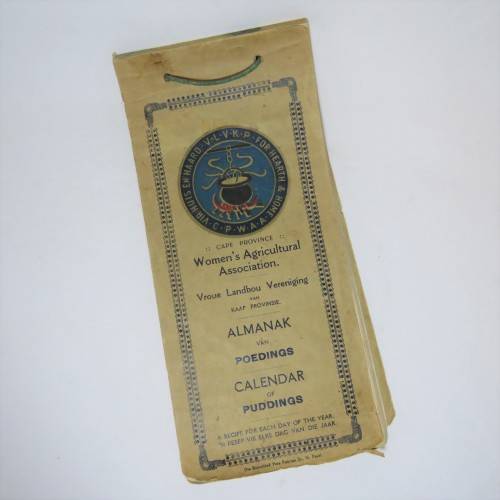 V·L·V·K·P· FOR HEARTH & HOME
·VIR HUIS EN HAARD·
C·P·W·A·A·
:: CAPE PROVINCE ::
Women's Agricultural
Association.
Vroue Landbou Vereniging
VAN
KAAP PROVINSIE.
ALMANAK
VAN
POEDINGS
CALENDAR
OF
PUDDINGS
A RECIPE FOR EACH DAY OF THE YEAR.
'N RESEP VIR ELKE DAG VAN DIE JAAR.